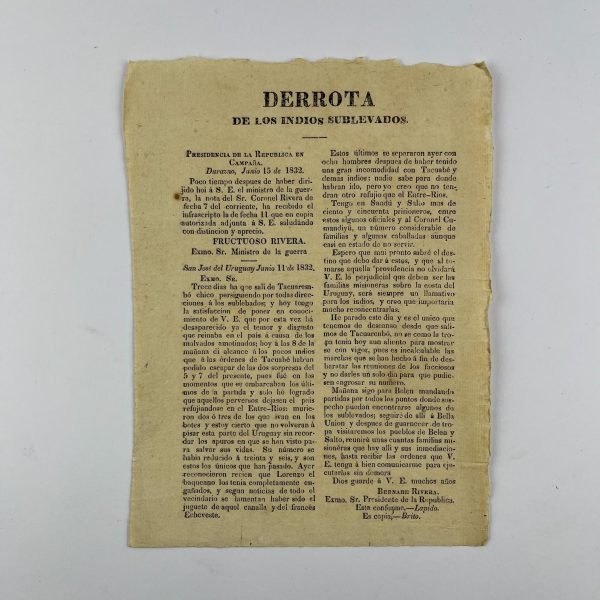 DERROTA
DE LOS INDIOS SUBLEVADOS.
PRESIDENCIA DE LA REPUBLICA EN
CAMPAÑA.
Durazno, Junio 15 de 1832.
Poco tiempo despues de haber diri-
jido hoi á S. E. el ministro de la guer-
ra, la nota del Sr. Coronel Rivera de
fecha 7 del corriente, ha recibido el
infrascripto la de fecha 11 que en copia
autorizada adjunta á S. E. saludándo
con distincion y aprecio.
FRUCTUOSO RIVERA.
Exmo. Sr. Ministro de la guerra
San José del Uruguay Junio 11 de 1832.
EXMO. SR.
Trece dias ha que salí de Tacuarem-
bó chico persiguiendo por todas direc-
ciones á los sublebados; y hoy tengo
la satisfaccion de poner en conoci-
miento de V. E. que por esta vez há
desaparecido ya el temor y disgusto
que reinaba en el pais á causa de los
malvados amotinados; hoy á las 8 de la
mañana di alcance á los pocos indios
que á las órdenes de Tacuabé habian
podido escapar de las dos sorpresas del
5 y 7 del presente, pues fué en los
momentos que se embarcaban los últi-
mos de la partida y solo hé logrado
que aquellos pervervos dejasen el pais
refugiandose en el Entre-Rios: murie-
ron dos ó tres de los que ivan en los
botes y estoy cierto que no volveran á
pisar esta parte del Uruguay sin recor-
dar los apuros en que se han visto pa-
ra salvar sus vidas. Su número se
habia reducido á treinta y seis, y son
estos los únicos que han pasado. Ayer
reconocieron recien que Lorenzo el
baqueano los tenia completamente en-
gañados, y segun noticias de todo el
vecindario se lamentan haber sido el
juguete de aquel canalla y del francés
Echeveste.
Estos últimos se separaron ayer con
ocho hombres despues de haber tenido
una gran incomodidad con Tacuabé y
demas indios: nadie sabe para donde
habran ido, pero yo creo que no ten-
dran otro refujio que el Entre-Rios.
Tengo en Sandú y Salto mas de
ciento y cincuenta prisioneros, entre
estos algunos oficiales y al Coronel Ca-
mandiyú, un número considerable de
familias y algunas caballadas aunque
casi en estado de no servir.
Espero que mui pronto sabré el des-
tino que debo dár á estos, y que al to-
marse aquella providencia no olvidará
V. E. lo perjudicial que deben ser las
familias misioneras sobre la costa del
Uruguay, será siempre un llamativo
para los indios, y creo que importaria
mucho reconcentrarlas.
He parado este dia y es el unico que
tenemos de descanso desde que sali-
mos de Tacuarembó, no se como la tro-
pa tenia hoy aun aliento para mostrar
se con vigor, pues es incalculable las
marchas que se han hecho á fin de des-
baratar las reuniones de los facciosos
y no darles un solo dia para que pudie-
sen engrosar su número.
Mañana sigo para Belen mandando
partidas por todos los puntos donde sos-
pecho puedan encontrarse algunos de
los sublevados; seguiré do allí á Bella
Union y despues de guarnecer de tro-
pa visitaremos los pueblos de Belen y
Salto, reuniré unas cuantas familias mi-
sionéras que hay allí y sus inmediacio-
nes, hasta recibir las ordenes que V.
E. tenga á bien comunicarme para eje-
cutarlas sin demora
Dios guarde á V. E. muchos años
BERNABE RIVERA.
Exmo. Sr. Presidente de la Republica.
Esta conforme.—Lapido.
Es copia,—Brito.